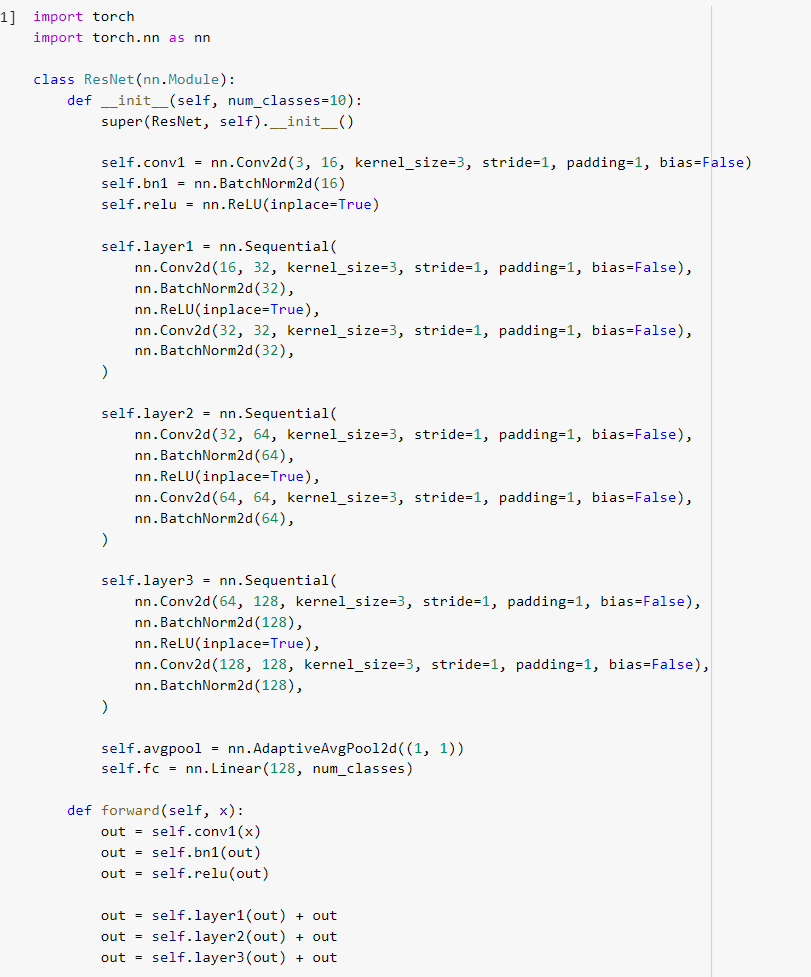 1] import torch
import torch.nn as nn
class ResNet(nn.Module):
def __init__(self, num_classes=10):
super(ResNet, self).__init__()
self.conv1 = nn.Conv2d(3, 16, kernel_size=3, stride=1, padding=1, bias=False)
self.bn1 = nn.BatchNorm2d(16)
self.relu = nn.ReLU(inplace=True)
self.layer1 = nn.Sequential(
nn.Conv2d(16, 32, kernel_size=3, stride=1, padding=1, bias=False),
nn.BatchNorm2d(32),
nn.ReLU(inplace=True),
nn.Conv2d(32, 32, kernel_size=3, stride=1, padding=1, bias=False),
nn.BatchNorm2d(32),
)
self.layer2 = nn.Sequential(
nn.Conv2d(32, 64, kernel_size=3, stride=1, padding=1, bias=False),
nn.BatchNorm2d(64),
nn.ReLU(inplace=True),
nn.Conv2d(64, 64, kernel_size=3, stride=1, padding=1, bias=False),
nn.BatchNorm2d(64),
)
self.layer3 = nn.Sequential(
nn.Conv2d(64, 128, kernel_size=3, stride=1, padding=1, bias=False),
nn.BatchNorm2d(128),
nn.ReLU(inplace=True),
nn.Conv2d(128, 128, kernel_size=3, stride=1, padding=1, bias=False),
nn.BatchNorm2d(128),
)
self.avgpool = nn.AdaptiveAvgPool2d((1, 1))
self.fc = nn.Linear(128, num_classes)
def forward(self, x):
out = self.conv1(x)
out = self.bn1(out)
out = self.relu(out)
out = self.layer1(out) + out
out = self.layer2(out) + out
out = self.layer3(out) + out